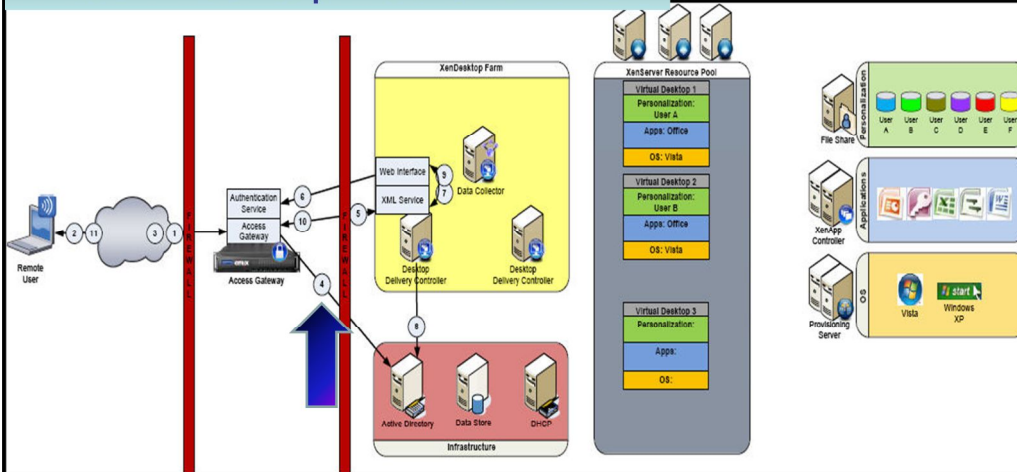 XenDesktop Farm
Web Interface
XML Service
Data Collector
Desktop
Delivery Controller
Desktop
Delivery Controller
FIREWALL
FIREWALL
Remote
User
2
11
3
1
Authentication
Service
Access
Gateway
Access Gateway
6
10
5
9
7
4
8
Active Directory
Data Store
DHCP
Infrastructure
XenServer Resource Pool
Virtual Desktop 1
Personalization:
User A
Apps: Office
OS: Vista
Virtual Desktop 2
Personalization:
User B
Apps: Office
OS: Vista
Virtual Desktop 3
Personalization:
Apps:
OS:
File Share
Personalization
User
A
User
B
User
C
User
D
User
E
User
F
XenApp
Controller
Applications
Provisioning
Server
OS
Vista
start
Windows
XP